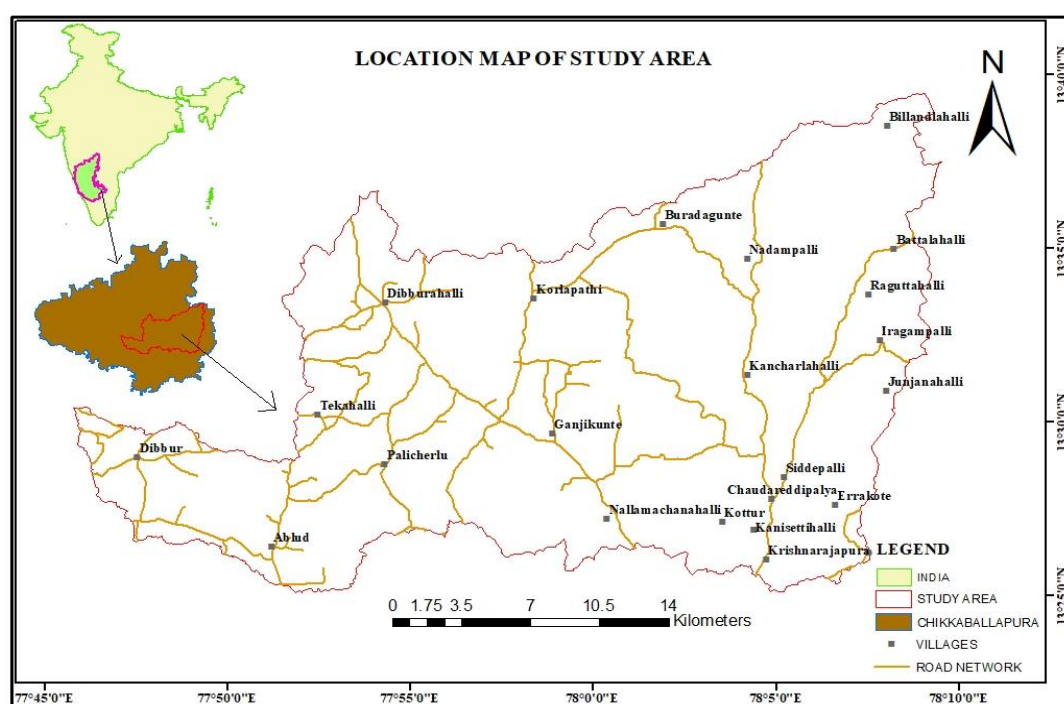 LOCATION MAP OF STUDY AREA
N
13°40'0"N
Billandlahalli
Buradagunte
Battalahalli
13°35'0"N
Nadampalli
Raguttahalli
Dibburahalli
Korlapathi
Iragampalli
Kancharlahalli
Junjanahalli
Tekahalli
13°30'0"N
Ganjikunte
Dibbur
Palicherlu
Siddepalli
Chaudareddipalya
Errakote
Nallamachanahalli
Kottur
Kanisettihalli
Ablud
Krishnarajapura
LEGEND
INDIA
STUDY AREA
CHIKKABALLAPURA
VILLAGES
ROAD NETWORK
13°25'0"N
0 1.75 3.5 7 10.5 14
Kilometers
77°45'0"E 77°50'0"E 77°55'0"E 78°0'0"E 78°5'0"E 78°10'0"E